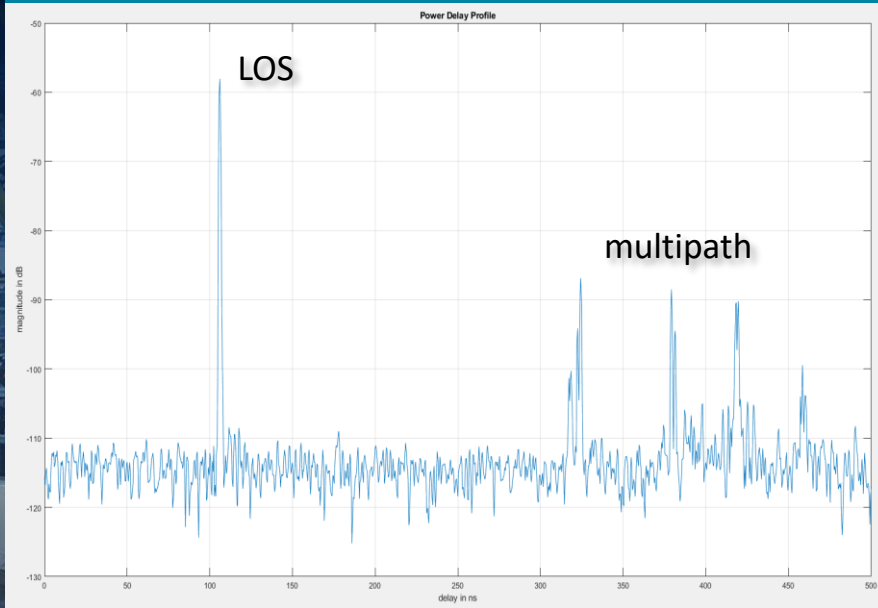 Power Delay Profile
-50
LOS
-60
-70
-80
multipath
magnitude in dB
-90
-100
-110
-120
-130
0 50 100 150 200 250 300 350 400 450 500
delay in ns